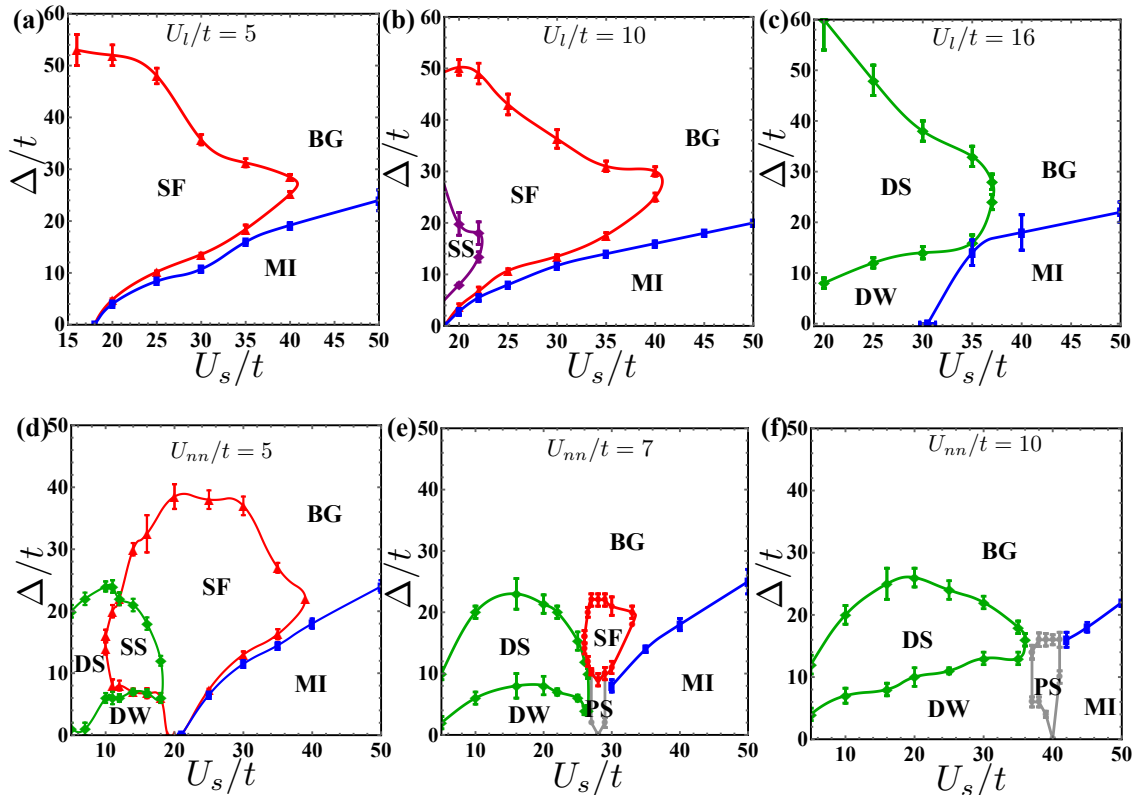 (a)
U_l/t = 5
60
50
40
30
20
10
0
Δ/t
SF
BG
MI
15 20 25 30 35 40 45 50
U_s/t
(b)
U_l/t = 10
60
50
40
30
20
10
0
Δ/t
SS
SF
BG
MI
20 25 30 35 40 45 50
U_s/t
(c)
U_l/t = 16
60
50
40
30
20
10
0
Δ/t
DS
BG
DW
MI
20 25 30 35 40 45 50
U_s/t
(d)
U_nn/t = 5
50
40
30
20
10
0
Δ/t
BG
SF
SS
DS
DW
MI
10 20 30 40 50
U_s/t
(e)
U_nn/t = 7
50
40
30
20
10
0
Δ/t
BG
DS
SF
DW
PS
MI
10 20 30 40 50
U_s/t
(f)
U_nn/t = 10
50
40
30
20
10
0
Δ/t
BG
DS
DW
PS
MI
10 20 30 40 50
U_s/t